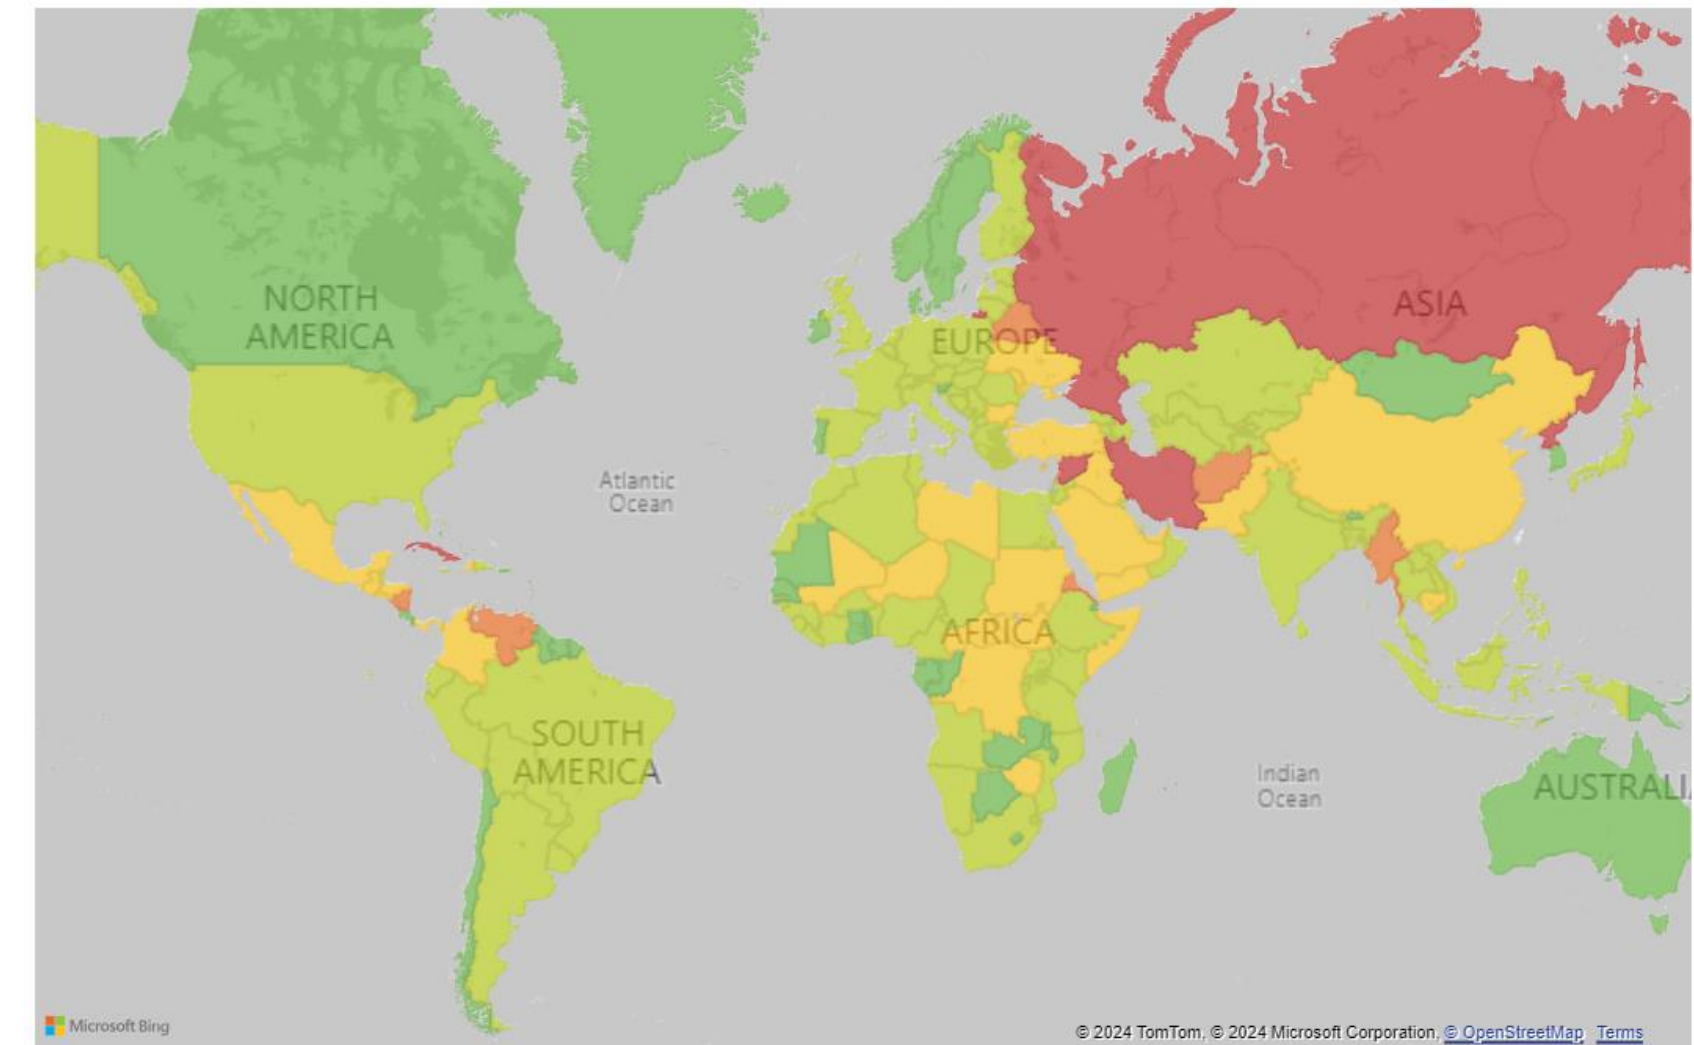 NORTH
AMERICA
ASIA
EUROPE
Atlantic
Ocean
AFRICA
SOUTH
AMERICA
Indian
Ocean
AUSTRALI
Microsoft Bing
© 2024 TomTom, © 2024 Microsoft Corporation, © OpenStreetMap Terms